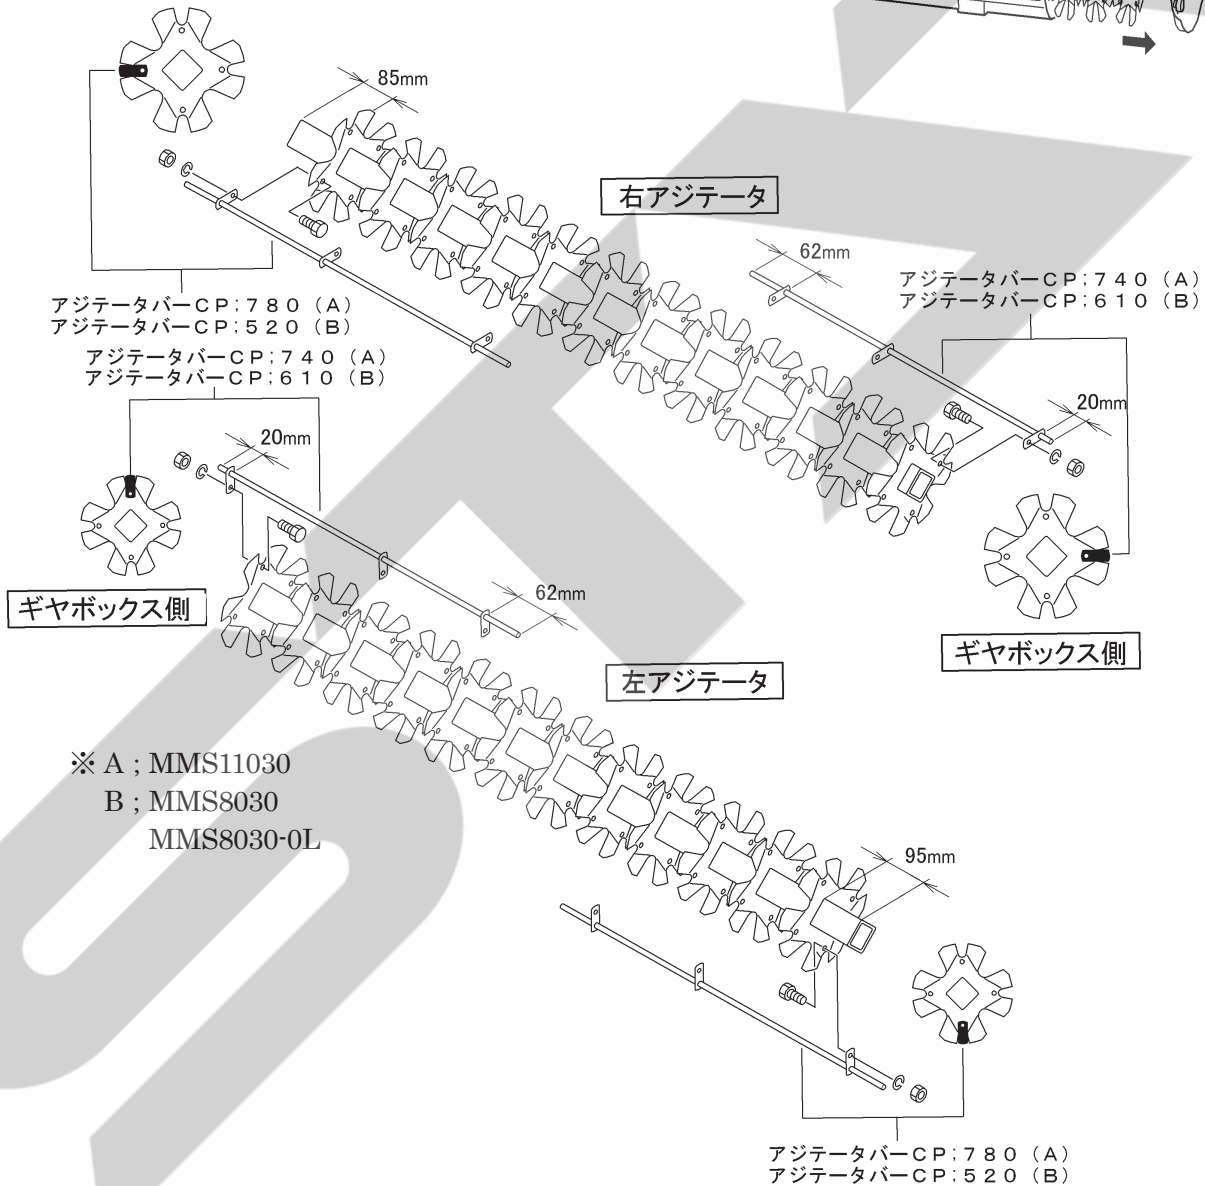 85mm
右アジテータ
62mm
アジテータバーCP;740(A)
アジテータバーCP;610(B)
アジテータバーCP;780(A)
アジテータバーCP;520(B)
アジテータバーCP;740(A)
アジテータバーCP;610(B)
20mm
20mm
62mm
ギヤボックス側
ギヤボックス側
左アジテータ
※ A ; MMS11030
B ; MMS8030
MMS8030-0L
95mm
アジテータバーCP;780(A)
アジテータバーCP;520(B)